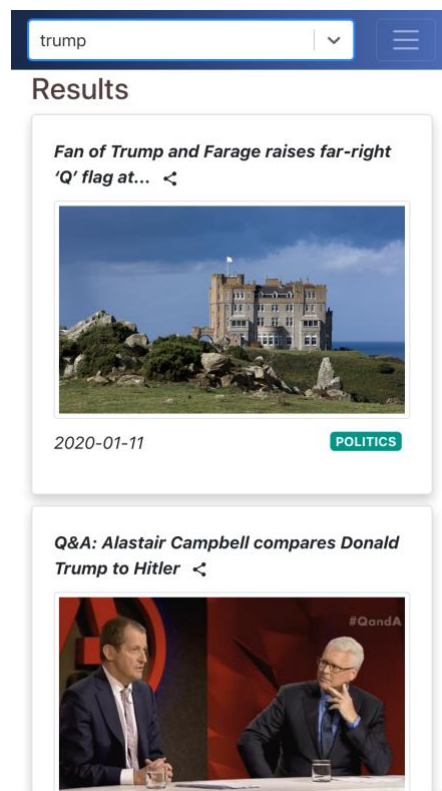 trump
Results
Fan of Trump and Farage raises far-right
‘Q’ flag at...
2020-01-11
POLITICS
Q&A: Alastair Campbell compares Donald
Trump to Hitler
#QandA